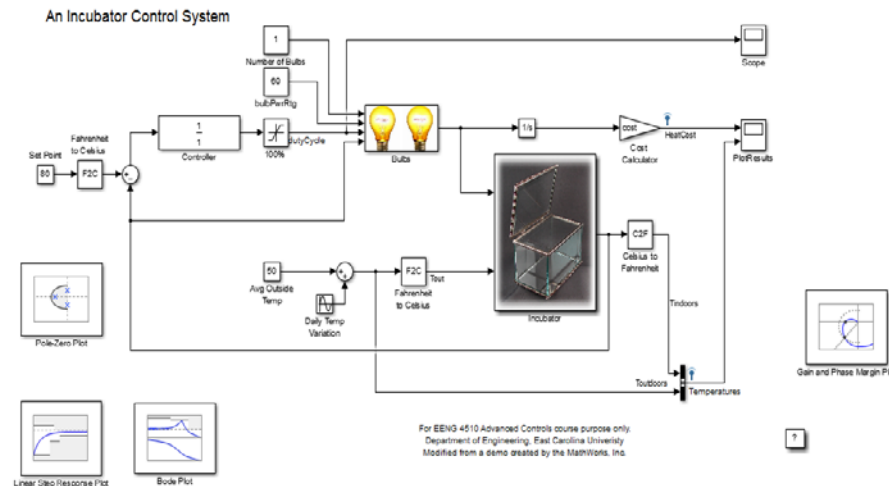 An Incubator Control System
1
Number of Bulbs
60
bulbPwrRtg
Scope
Fahrenheit
to Celsius
Set Point
80
F2C
+
1
1
Controller
100%
dutyCycle
Bulbs
1/s
cost
Cost
Calculator
HeatCost
PlotResults
50
Avg Outside
Temp
+
+
Daily Temp
Variation
F2C
Fahrenheit
to Celsius
Tout
Incubator
C2F
Celsius to
Fahrenheit
Tindoors
Toutdoors
Temperatures
Pole-Zero Plot
Gain and Phase Margin Pl
Linear Step Response Plot
Bode Plot
For EENG 4510 Advanced Controls course purpose only.
Department of Engineering, East Carolina Univeristy
Modified from a demo created by the MathWorks, Inc.
?